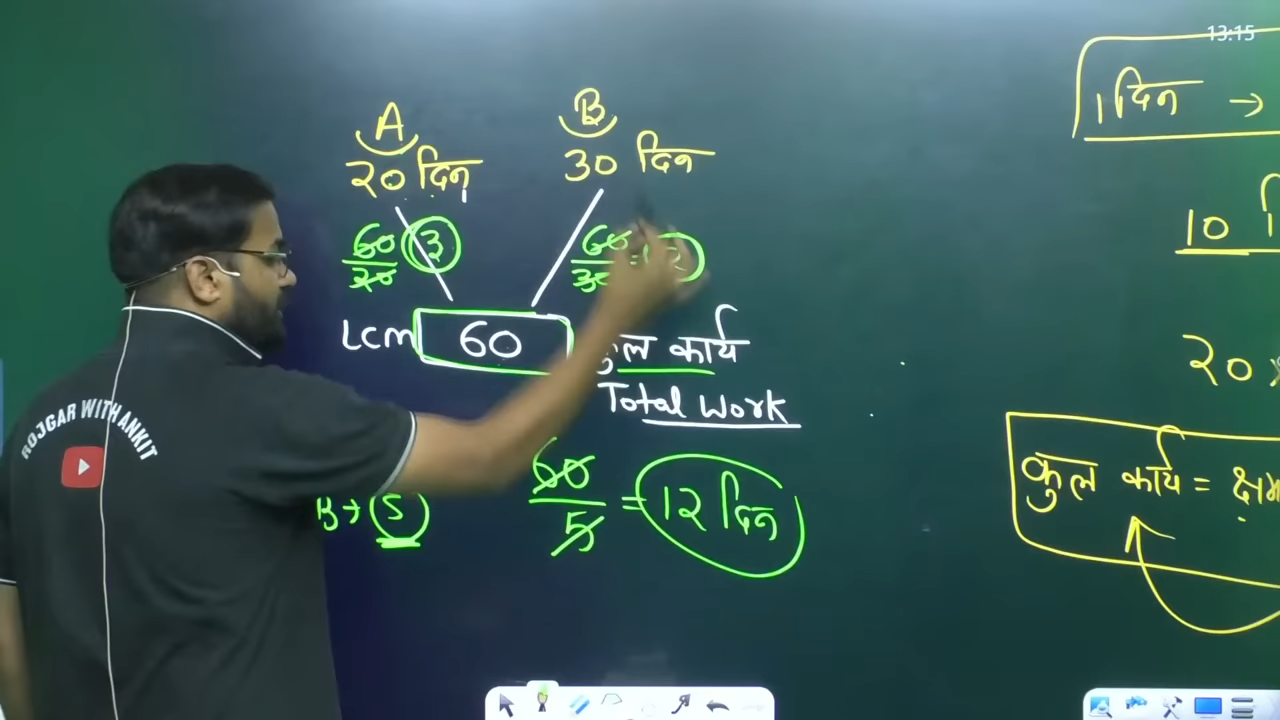 13:15
A B
20 दिन 30 दिन
60/20 3 60/30 =
LCM 60 कुल कार्य
Total Work
B → 5 60/5 = 12 दिन
1 दिन →
10
20 ×
कुल कार्य =
ROJGAR WITH ANKIT